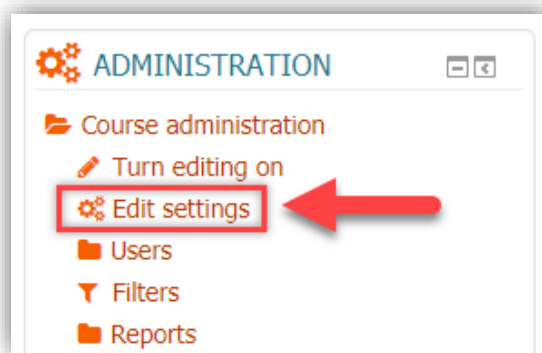 ADMINISTRATION
Course administration
Turn editing on
Edit settings
Users
Filters
Reports